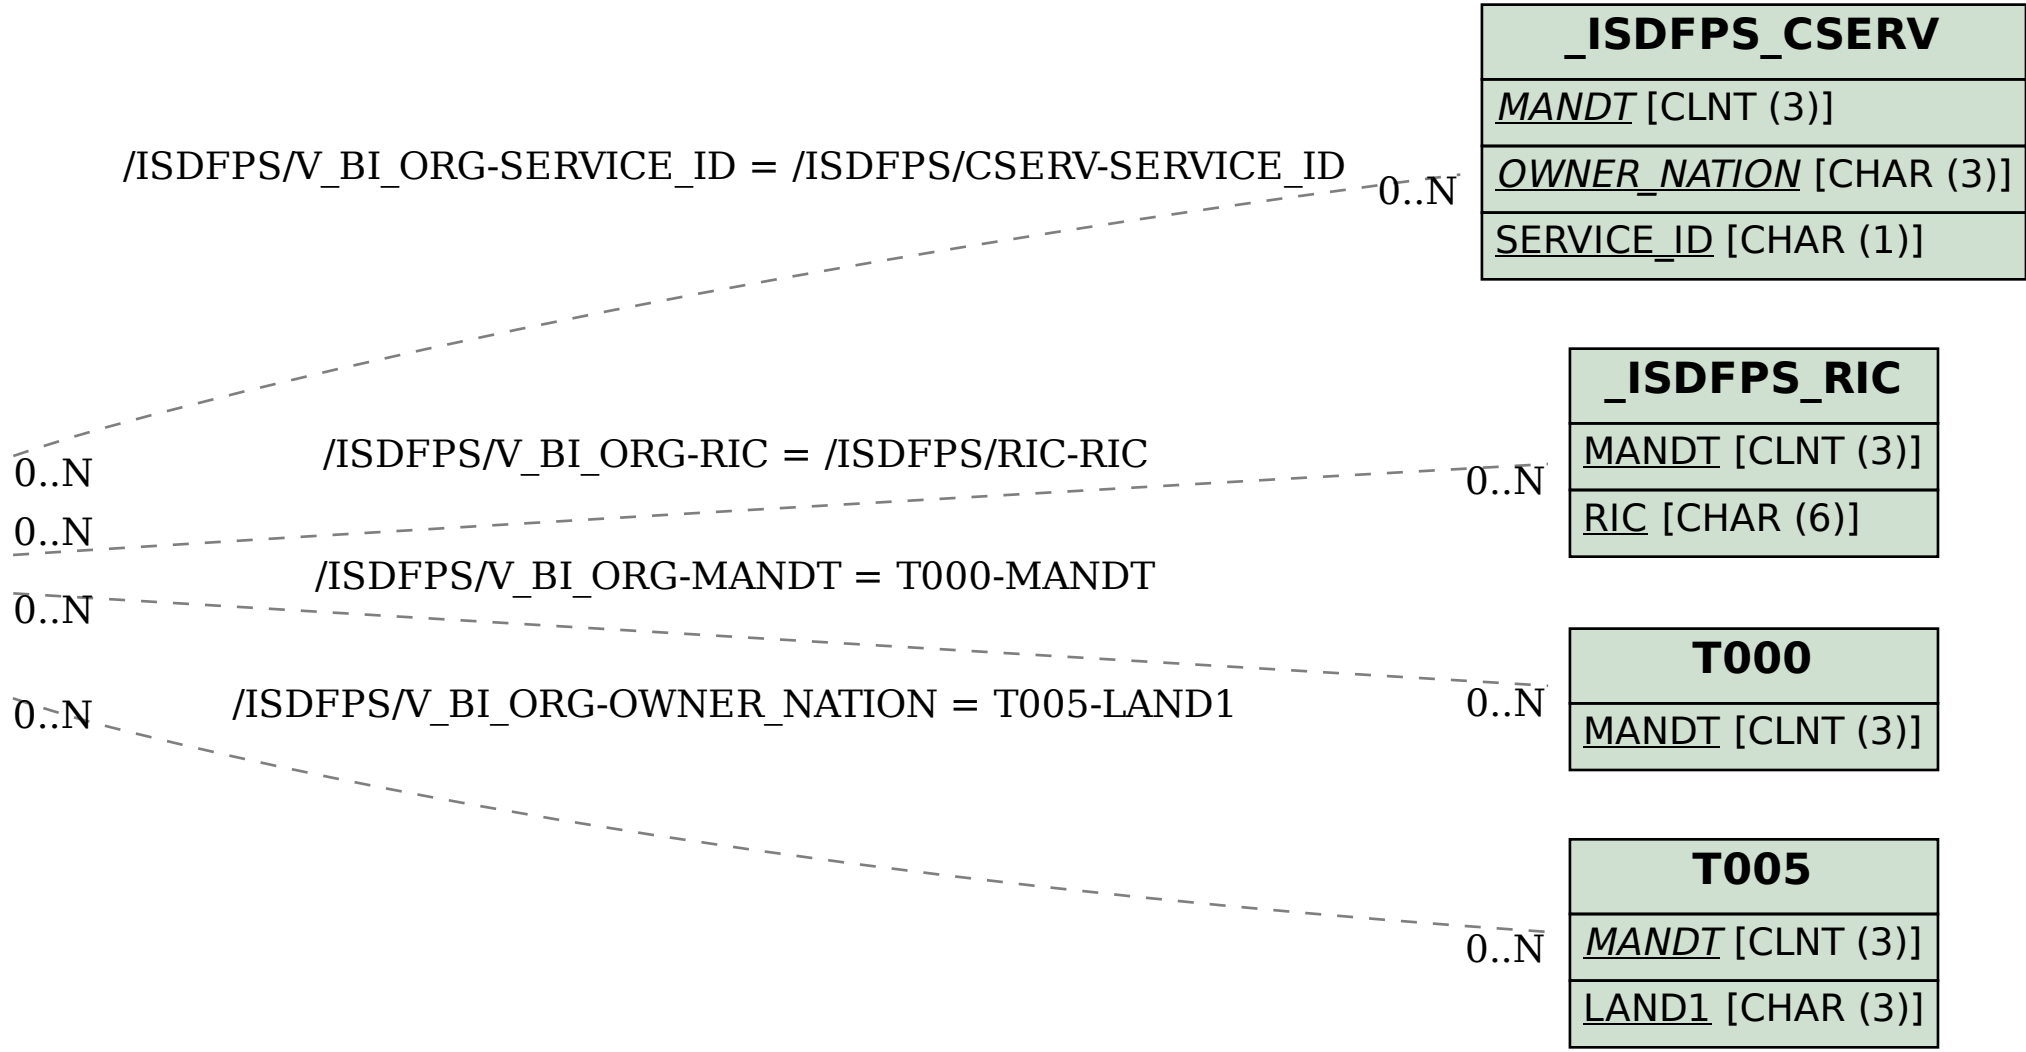 _ISDFPS_CSERV
MANDT [CLNT (3)]
OWNER_NATION [CHAR (3)]
SERVICE_ID [CHAR (1)]
/ISDFPS/V_BI_ORG-SERVICE_ID = /ISDFPS/CSERV-SERVICE_ID
0..N
0..N
_ISDFPS_RIC
MANDT [CLNT (3)]
RIC [CHAR (6)]
/ISDFPS/V_BI_ORG-RIC = /ISDFPS/RIC-RIC
0..N
0..N
/ISDFPS/V_BI_ORG-MANDT = T000-MANDT
0..N
0..N
T000
MANDT [CLNT (3)]
/ISDFPS/V_BI_ORG-OWNER_NATION = T005-LAND1
0..N
0..N
T005
MANDT [CLNT (3)]
LAND1 [CHAR (3)]